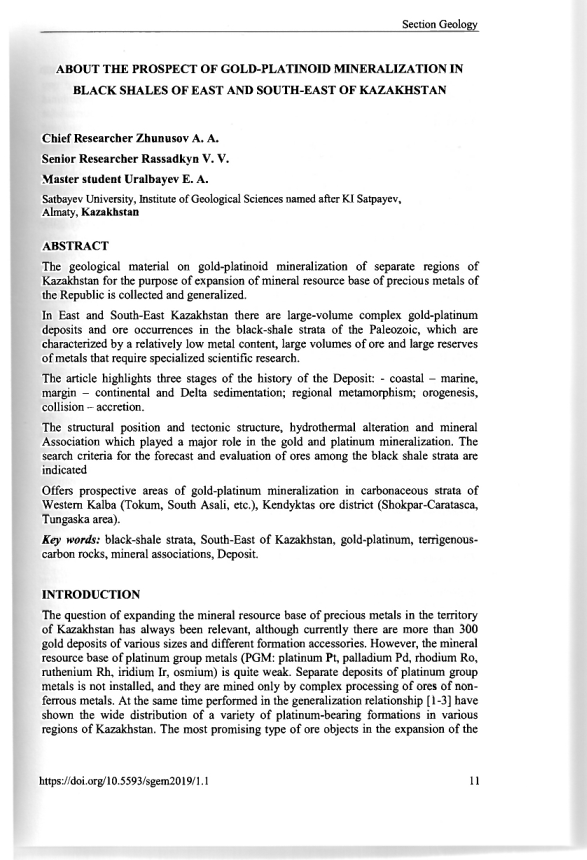 Section Geology
ABOUT THE PROSPECT OF GOLD-PLATINOID MINERALIZATION IN
BLACK SHALES OF EAST AND SOUTH-EAST OF KAZAKHSTAN
Chief Researcher Zhunusov A. A.
Senior Researcher Rassadkyn V. V.
Master student Uralbayev E. A.
Satbayev University, Institute of Geological Sciences named after KI Satpayev,
Almaty, Kazakhstan
ABSTRACT
The geological material on gold-platinoid mineralization of separate regions of
Kazakhstan for the purpose of expansion of mineral resource base of precious metals of
the Republic is collected and generalized.
In East and South-East Kazakhstan there are large-volume complex gold-platinum
deposits and ore occurrences in the black-shale strata of the Paleozoic, which are
characterized by a relatively low metal content, large volumes of ore and large reserves
of metals that require specialized scientific research.
The article highlights three stages of the history of the Deposit: - coastal – marine,
margin – continental and Delta sedimentation; regional metamorphism; orogenesis,
collision – accretion.
The structural position and tectonic structure, hydrothermal alteration and mineral
Association which played a major role in the gold and platinum mineralization. The
search criteria for the forecast and evaluation of ores among the black shale strata are
indicated
Offers prospective areas of gold-platinum mineralization in carbonaceous strata of
Western Kalba (Tokum, South Asali, etc.), Kendyktas ore district (Shokpar-Caratasca,
Tungaska area).
Key words: black-shale strata, South-East of Kazakhstan, gold-platinum, terrigenous-
carbon rocks, mineral associations, Deposit.
INTRODUCTION
The question of expanding the mineral resource base of precious metals in the territory
of Kazakhstan has always been relevant, although currently there are more than 300
gold deposits of various sizes and different formation accessories. However, the mineral
resource base of platinum group metals (PGM: platinum Pt, palladium Pd, rhodium Ro,
ruthenium Rh, iridium Ir, osmium) is quite weak. Separate deposits of platinum group
metals is not installed, and they are mined only by complex processing of ores of non-
ferrous metals. At the same time performed in the generalization relationship [1-3] have
shown the wide distribution of a variety of platinum-bearing formations in various
regions of Kazakhstan. The most promising type of ore objects in the expansion of the
https://doi.org/10.5593/sgem2019/1.1
11